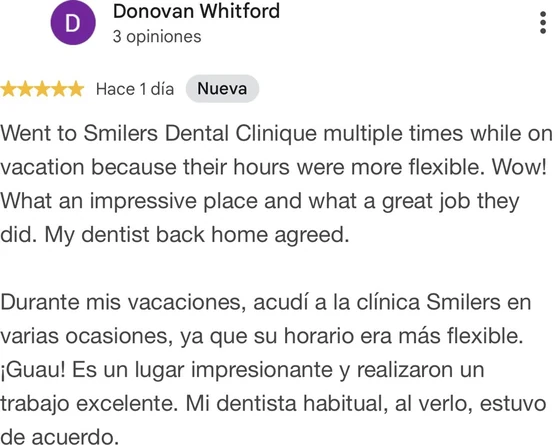 D
Donovan Whitford
3 opiniones
Hace 1 día Nueva
Went to Smilers Dental Clinique multiple times while on
vacation because their hours were more flexible. Wow!
What an impressive place and what a great job they
did. My dentist back home agreed.
Durante mis vacaciones, acudí a la clínica Smilers en
varias ocasiones, ya que su horario era más flexible.
¡Guau! Es un lugar impresionante y realizaron un
trabajo excelente. Mi dentista habitual, al verlo, estuvo
de acuerdo.